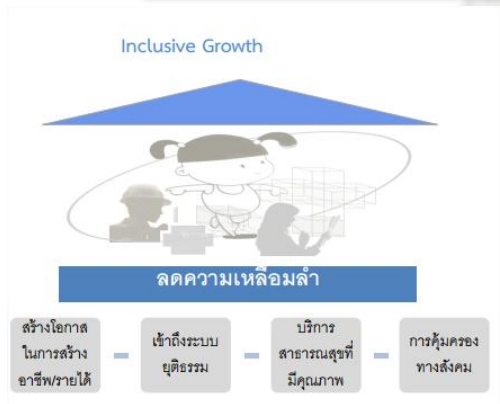 Inclusive Growth
ลดความเหลื่อมล้ำ
สร้างโอกาส
ในการสร้าง
อาชีพ/รายได้
เข้าถึงระบบ
ยุติธรรม
บริการ
สาธารณสุขที่
มีคุณภาพ
การคุ้มครอง
ทางสังคม